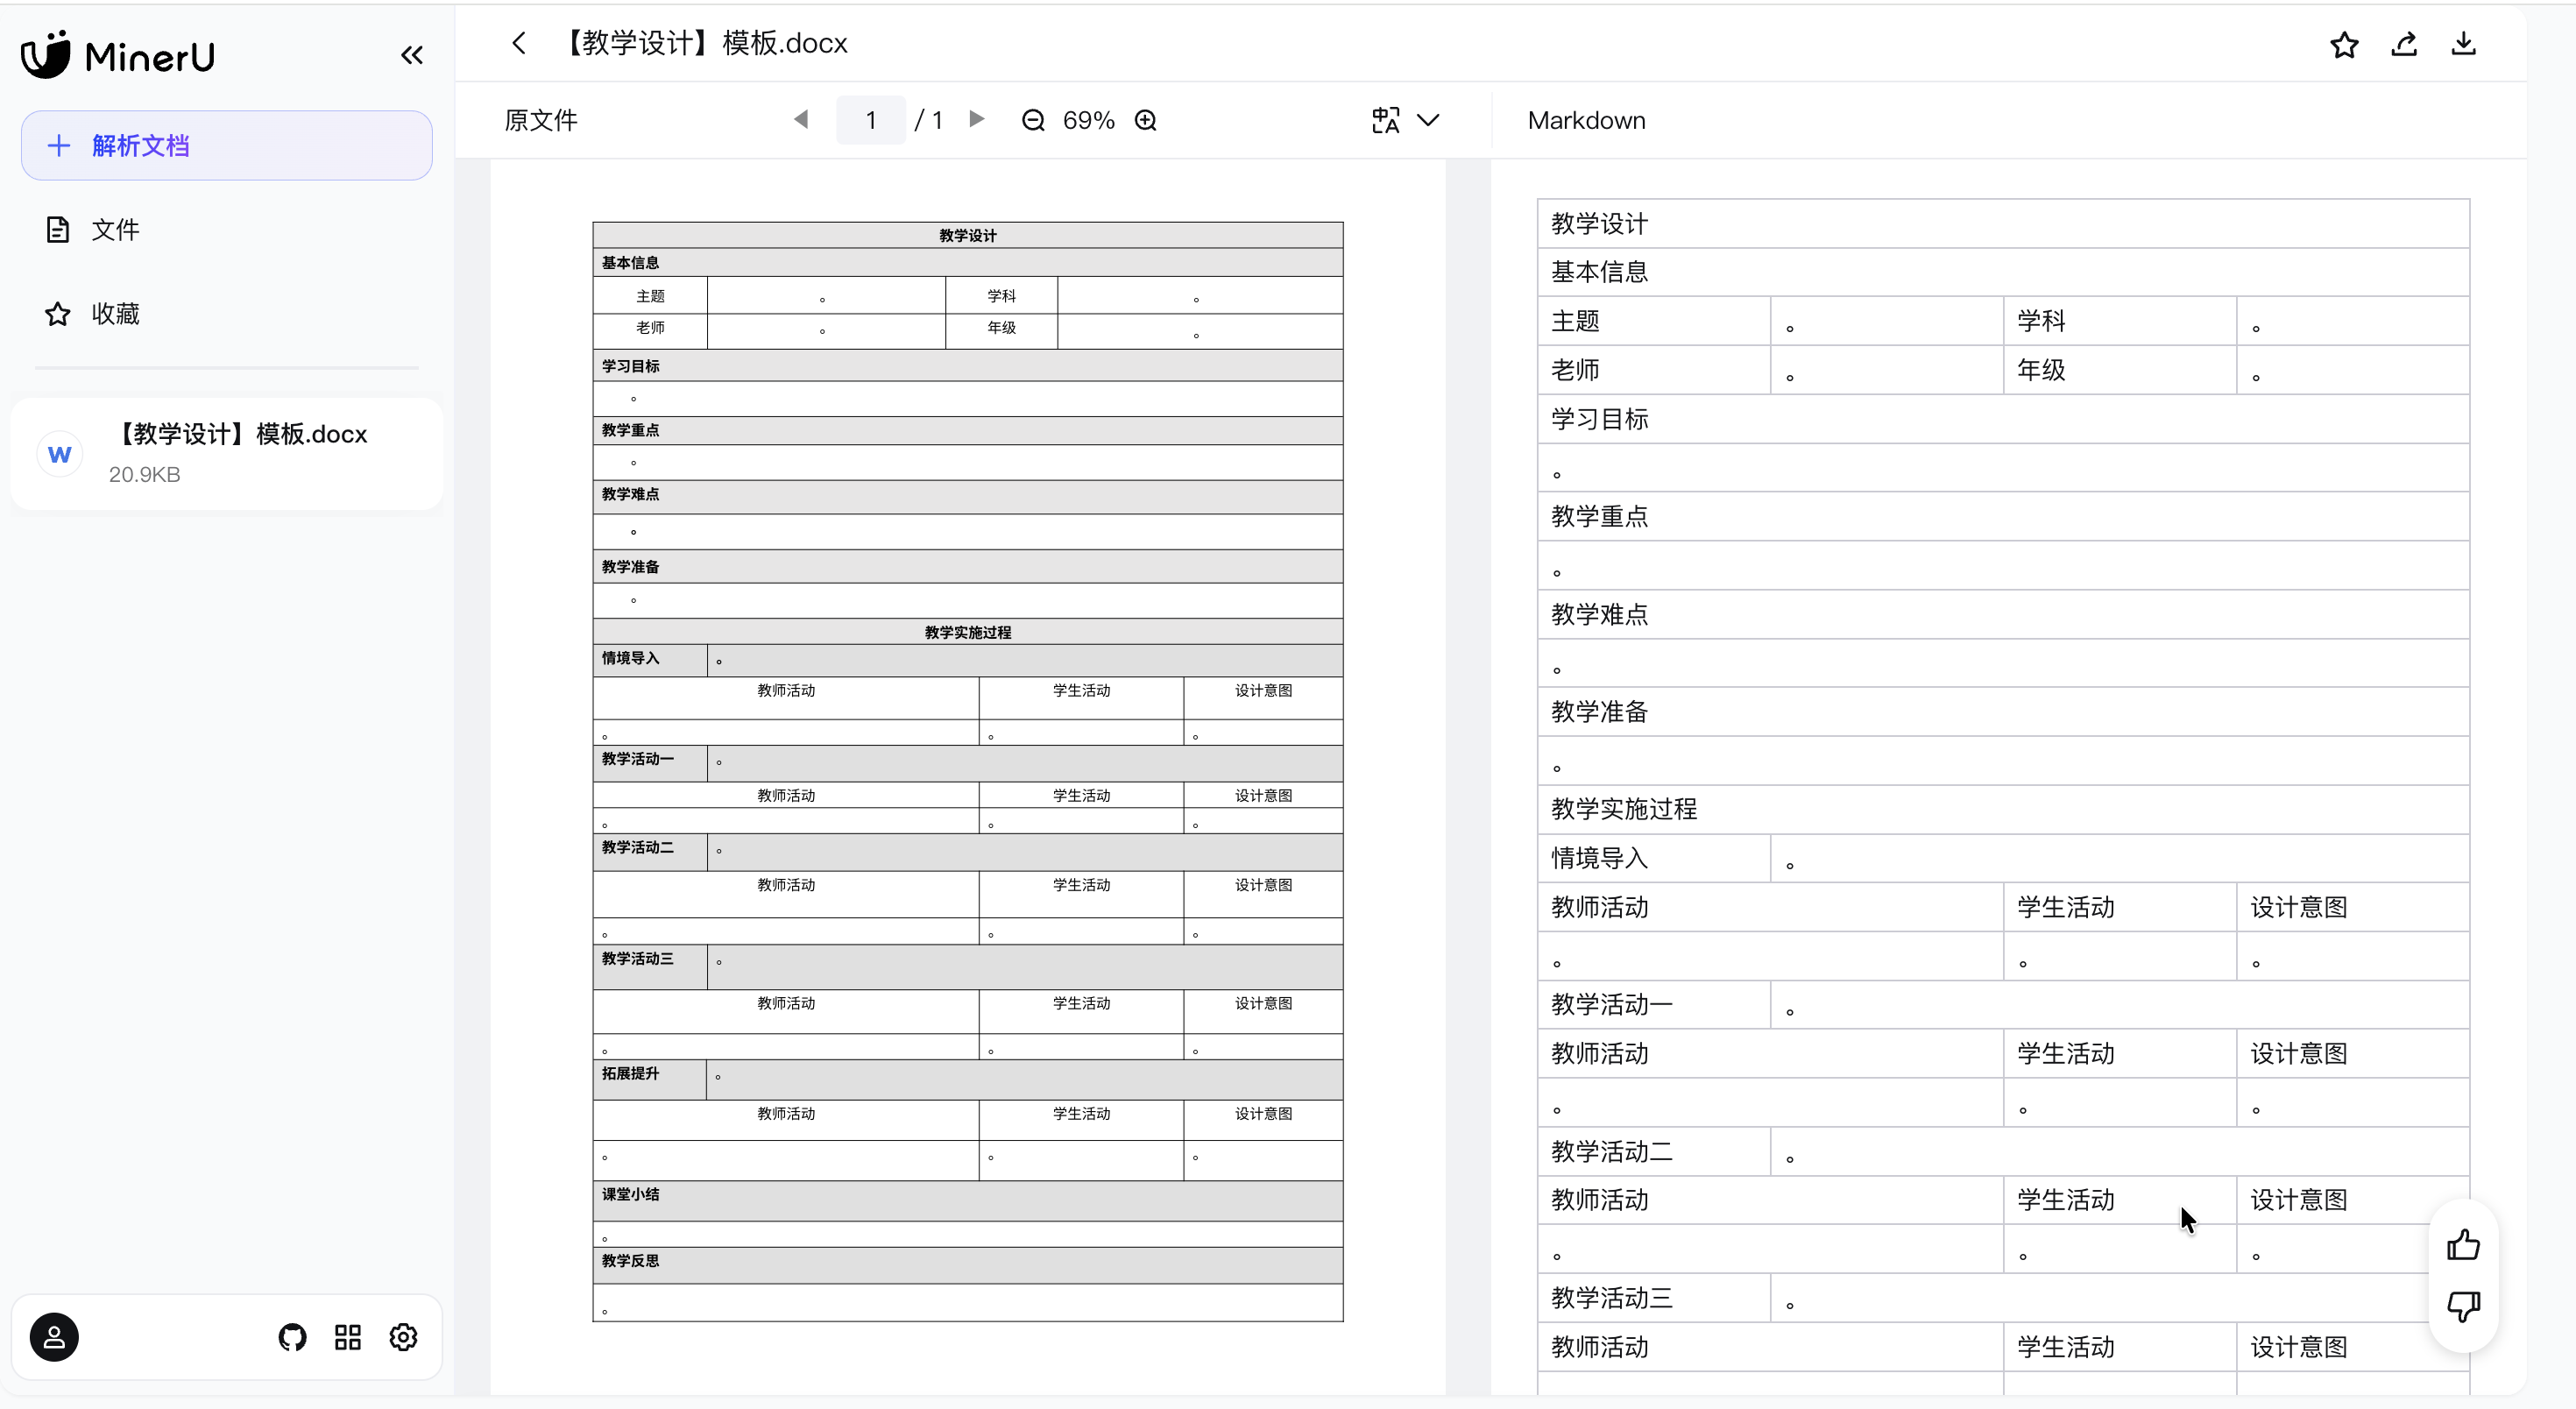 MinerU
解析文档
文件
收藏
【教学设计】模板.docx
20.9KB
【教学设计】模板.docx
原文件 1 / 1 69%
Markdown
教学设计
基本信息
主题 。 学科 。
老师 。 年级 。
学习目标
。
教学重点
。
教学难点
。
教学准备
。
教学实施过程
情境导入 。
教师活动 学生活动 设计意图
。 。 。
教学活动一 。
教师活动 学生活动 设计意图
。 。 。
教学活动二 。
教师活动 学生活动 设计意图
。 。 。
教学活动三 。
教师活动 学生活动 设计意图
。 。 。
拓展提升 。
教师活动 学生活动 设计意图
。 。 。
课堂小结
。
教学反思
。
教学设计
基本信息
主题 。 学科 。
老师 。 年级 。
学习目标
。
教学重点
。
教学难点
。
教学准备
。
教学实施过程
情境导入 。
教师活动 学生活动 设计意图
。 。 。
教学活动一 。
教师活动 学生活动 设计意图
。 。 。
教学活动二 。
教师活动 学生活动 设计意图
。 。 。
教学活动三 。
教师活动 学生活动 设计意图